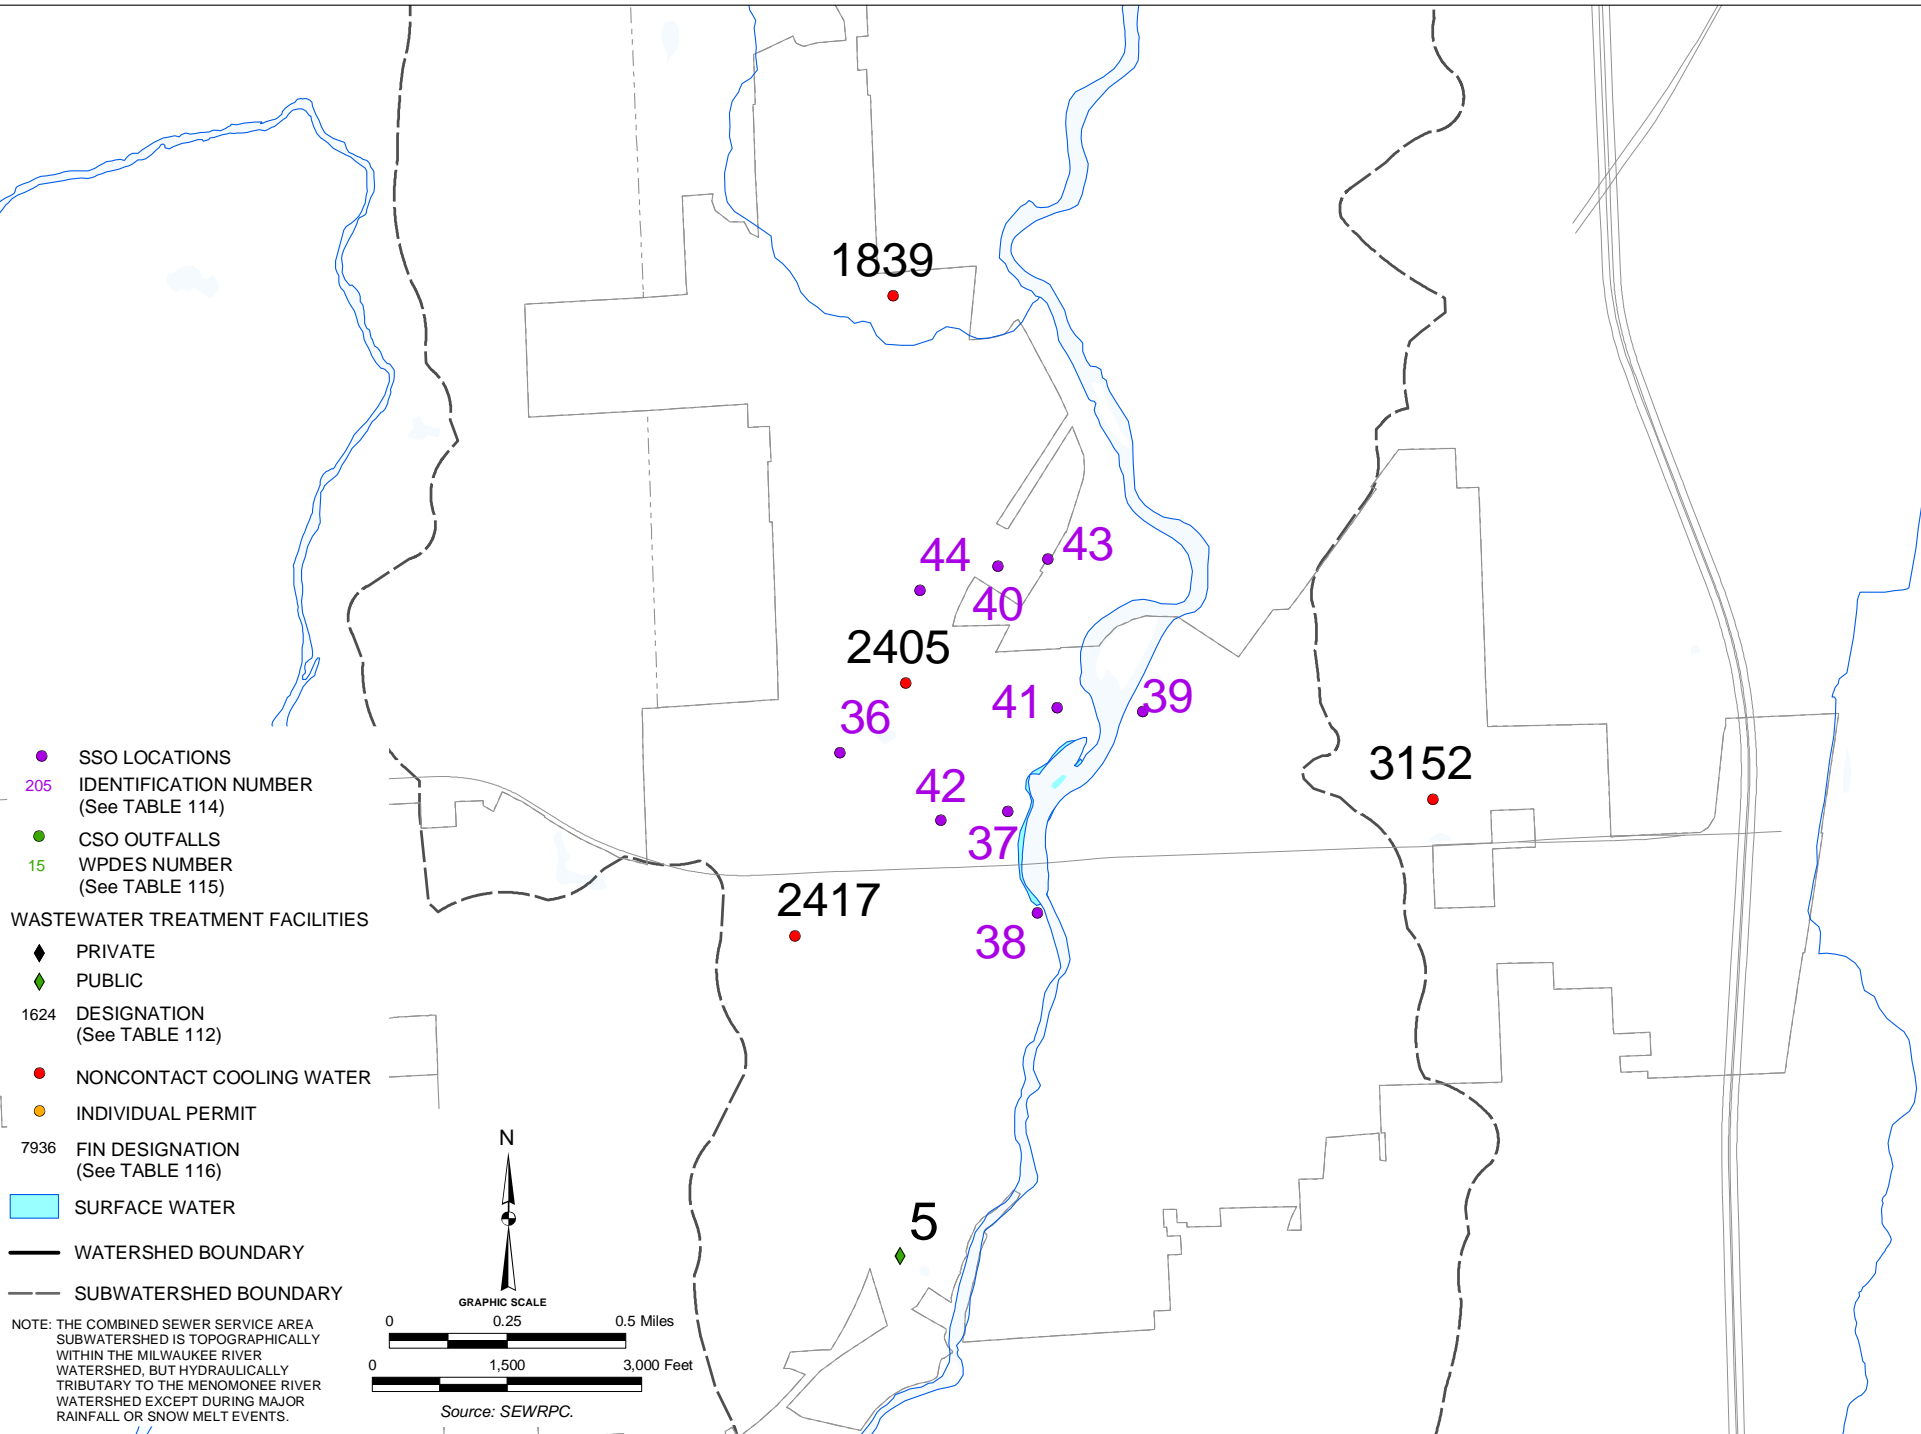 1839
44
43
40
2405
36
41
39
3152
42
37
2417
38
5
SSO LOCATIONS
205 IDENTIFICATION NUMBER
(See TABLE 114)
CSO OUTFALLS
15 WPDES NUMBER
(See TABLE 115)
WASTEWATER TREATMENT FACILITIES
PRIVATE
PUBLIC
1624 DESIGNATION
(See TABLE 112)
NONCONTACT COOLING WATER
INDIVIDUAL PERMIT
7936 FIN DESIGNATION
(See TABLE 116)
SURFACE WATER
WATERSHED BOUNDARY
SUBWATERSHED BOUNDARY
NOTE: THE COMBINED SEWER SERVICE AREA
SUBWATERSHED IS TOPOGRAPHICALLY
WITHIN THE MILWAUKEE RIVER
WATERSHED, BUT HYDRAULICALLY
TRIBUTARY TO THE MENOMONEE RIVER
WATERSHED EXCEPT DURING MAJOR
RAINFALL OR SNOW MELT EVENTS.
N
GRAPHIC SCALE
0 0.25 0.5 Miles
0 1,500 3,000 Feet
Source: SEWRPC.